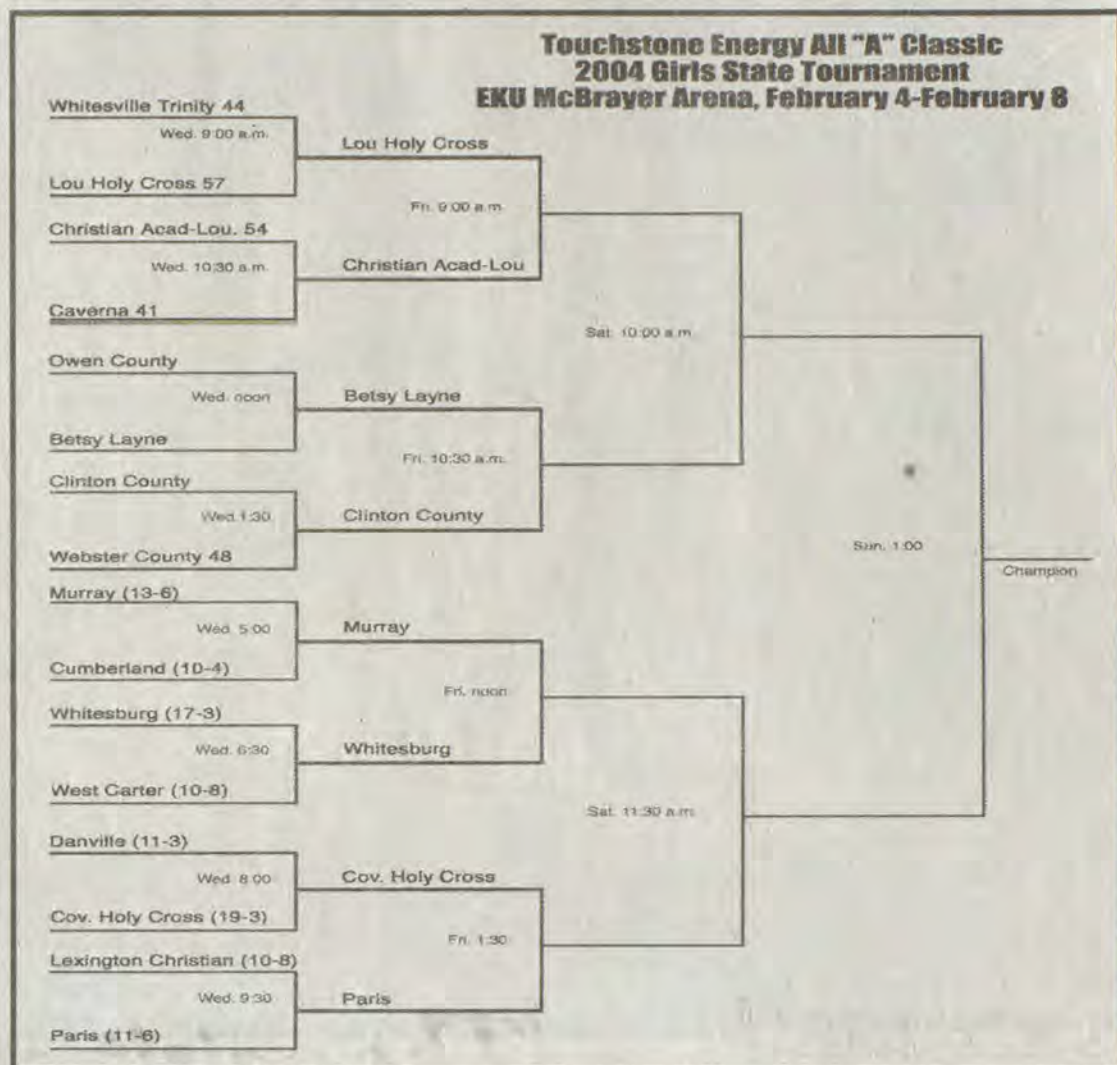 Touchstone Energy All "A" Classic
2004 Girls State Tournament
EKU McBrayer Arena, February 4-February 8
Whitesville Trinity 44
Wed. 9:00 a.m.
Lou Holy Cross 57
Lou Holy Cross
Fri. 9:00 a.m.
Christian Acad-Lou. 54
Wed. 10:30 a.m.
Caverna 41
Christian Acad-Lou
Sat. 10:00 a.m.
Owen County
Wed. noon
Betsy Layne
Betsy Layne
Fri. 10:30 a.m.
Clinton County
Wed. 1:30
Webster County 48
Clinton County
Sun. 1:00
Champion
Murray (13-6)
Wed. 5:00
Cumberland (10-4)
Murray
Fri. noon
Whitesburg (17-3)
Wed. 6:30
West Carter (10-8)
Whitesburg
Sat. 11:30 a.m.
Danville (11-3)
Wed. 8:00
Cov. Holy Cross (19-3)
Cov. Holy Cross
Fri. 1:30
Lexington Christian (10-8)
Wed. 9:30
Paris (11-6)
Paris